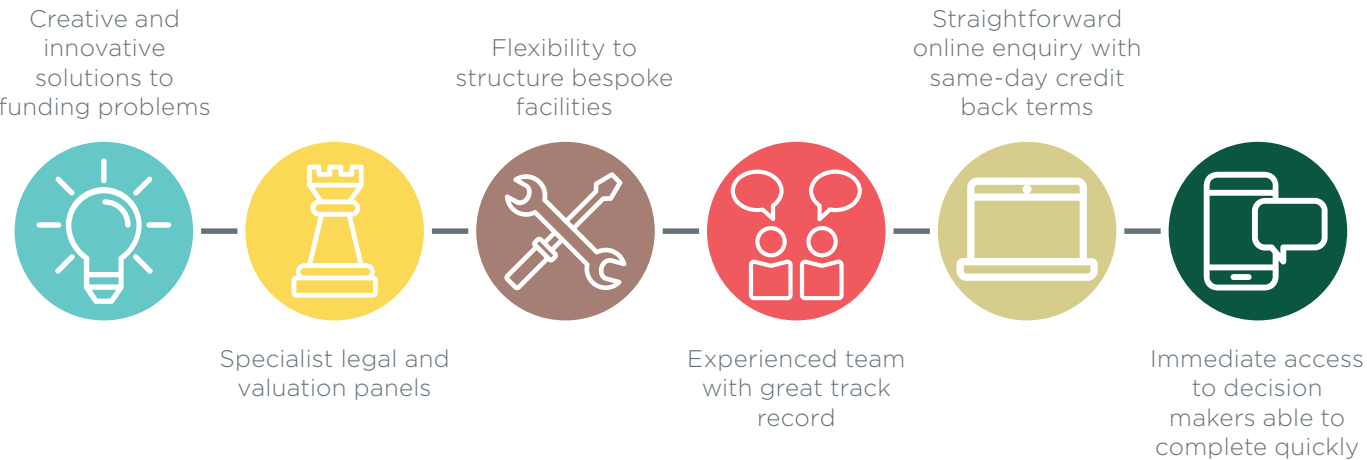 Creative and
innovative
solutions to
funding problems
Specialist legal and
valuation panels
Flexibility to
structure bespoke
facilities
Experienced team
with great track
record
Straightforward
online enquiry with
same-day credit
back terms
Immediate access
to decision
makers able to
complete quickly